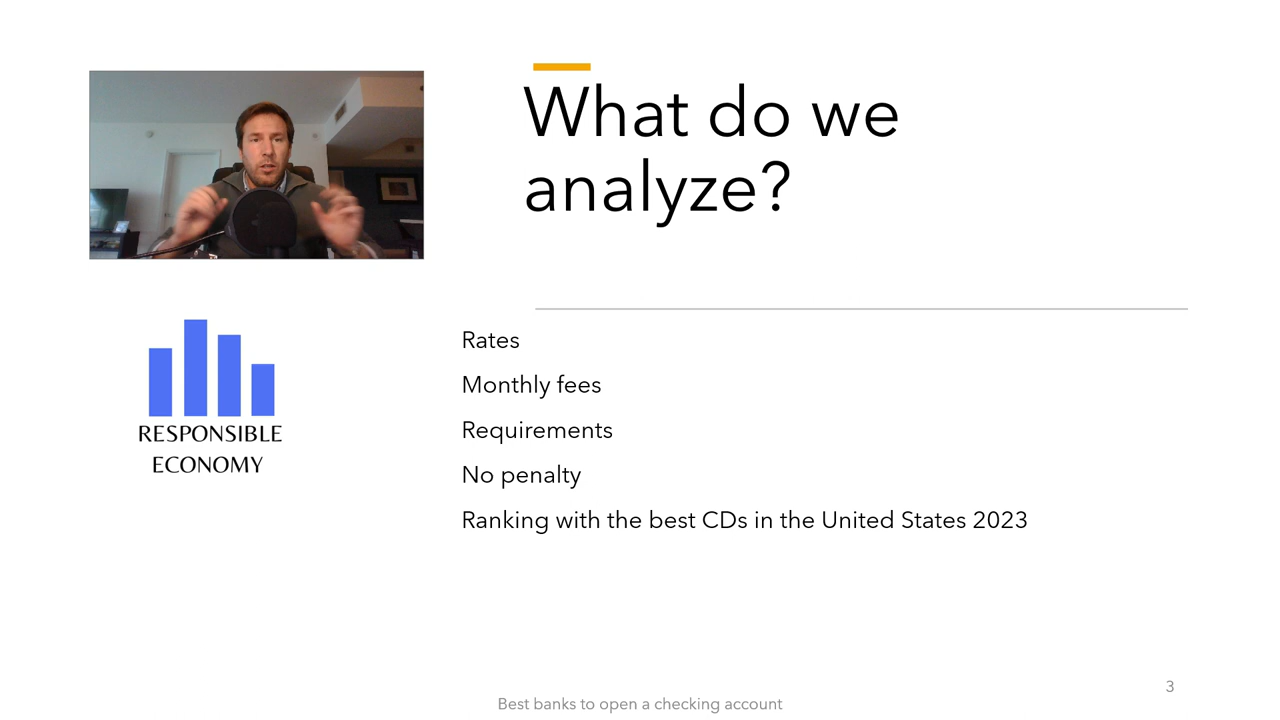 What do we
analyze?
RESPONSIBLE
ECONOMY
Rates
Monthly fees
Requirements
No penalty
Ranking with the best CDs in the United States 2023
Best banks to open a checking account
3